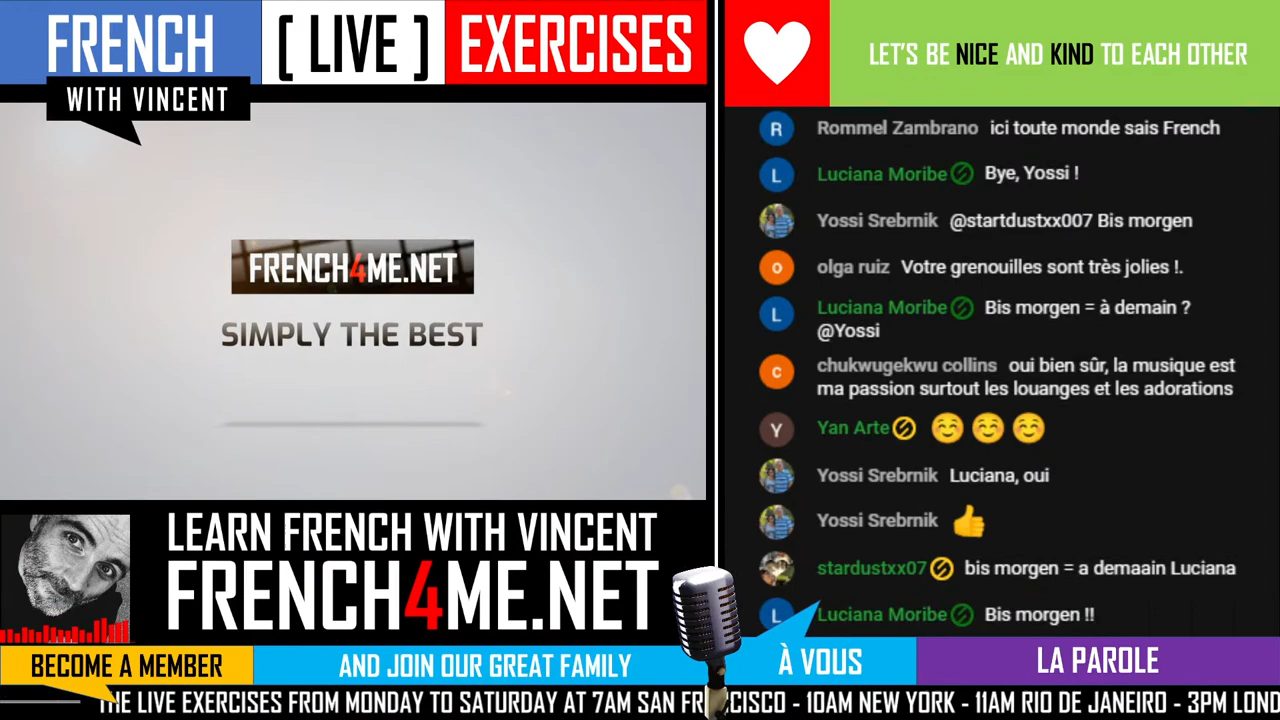 FRENCH
[ LIVE ]
EXERCISES
WITH VINCENT
LET'S BE NICE AND KIND TO EACH OTHER
FRENCH4ME.NET
SIMPLY THE BEST
R Rommel Zambrano ici toute monde sais French
L Luciana Moribe Bye, Yossi !
Yossi Srebrnik @startdustxx007 Bis morgen
o olga ruiz Votre grenouilles sont très jolies !.
L Luciana Moribe Bis morgen = à demain ?
@Yossi
c chukwugekwu collins oui bien sûr, la musique est
ma passion surtout les louanges et les adorations
Y Yan Arte ☺️ ☺️ ☺️
Yossi Srebrnik Luciana, oui
Yossi Srebrnik 👍
stardustxx07 bis morgen = a demaain Luciana
L Luciana Moribe Bis morgen !!
LEARN FRENCH WITH VINCENT
FRENCH4ME.NET
BECOME A MEMBER
AND JOIN OUR GREAT FAMILY
À VOUS
LA PAROLE
THE LIVE EXERCISES FROM MONDAY TO SATURDAY AT 7AM SAN FRANCISCO - 10AM NEW YORK - 11AM RIO DE JANEIRO - 3PM LOND